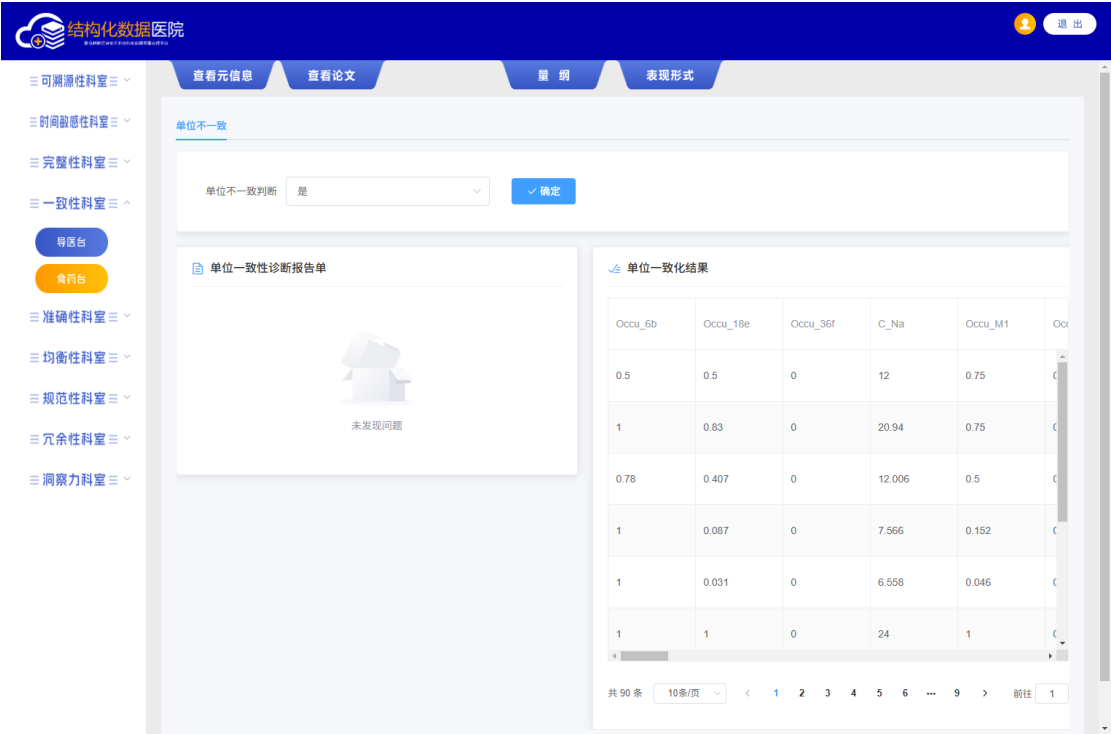 结构化数据医院
退 出
可溯源性科室
时间敏感性科室
完整性科室
一致性科室
导医台
食药台
准确性科室
均衡性科室
规范性科室
冗余性科室
洞察力科室
查看元信息 查看论文 量 纲 表现形式
单位不一致
单位不一致判断 是 确定
单位一致性诊断报告单
未发现问题
单位一致化结果
Occu_6b Occu_18e Occu_36f C_Na Occu_M1 Occ
0.5 0.5 0 12 0.75
1 0.83 0 20.94 0.75
0.78 0.407 0 12.006 0.5
1 0.087 0 7.566 0.152
1 0.031 0 6.558 0.046
1 1 0 24 1
共 90 条 10条/页 < 1 2 3 4 5 6 ··· 9 > 前往 1